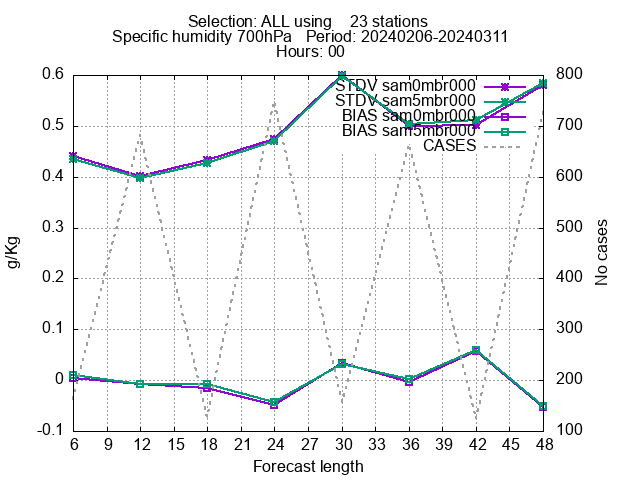 Selection: ALL using    23 stations
Specific humidity 700hPa   Period: 20240206-20240311
Hours: 00
0.6
0.5
0.4
0.3
0.2
0.1
0
-0.1
g/Kg
800
700
600
500
400
300
200
100
No cases
STDV sam0mbr000
STDV sam5mbr000
BIAS sam0mbr000
BIAS sam5mbr000
CASES
6 9 12 15 18 21 24 27 30 33 36 39 42 45 48
Forecast length